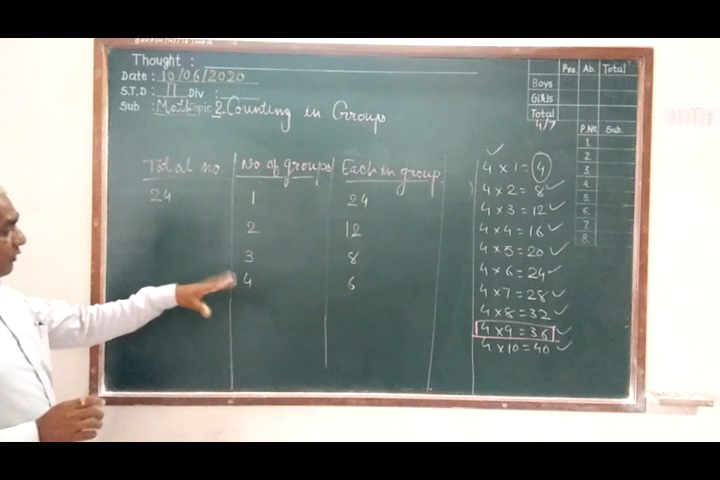 Thought :
Date : 10/06/2020
S.T.D : II Div :
Sub : Math Topic 2. Counting in Groups
Pre. Ab. Total
Boys
Girls
Total
4/7
P.No. Sub.
1.
2.
3.
4.
5.
6.
7.
8.
Total no. No. of groups Each in group
24 1 24
2 12
3 8
4 6
4 x 1 = 4
4 x 2 = 8
4 x 3 = 12
4 x 4 = 16
4 x 5 = 20
4 x 6 = 24
4 x 7 = 28
4 x 8 = 32
4 x 9 = 36
4 x 10 = 40